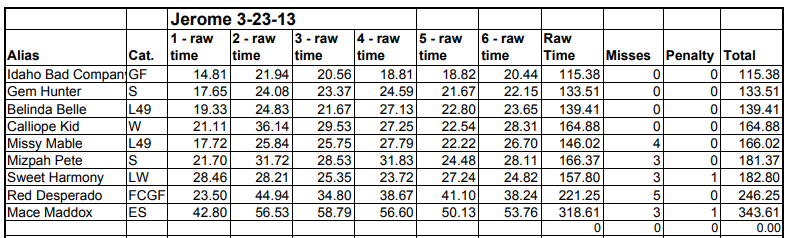 Jerome 3-23-13
Alias Cat. 1 - raw time 2 - raw time 3 - raw time 4 - raw time 5 - raw time 6 - raw time Raw Time Misses Penalty Total
Idaho Bad Compan GF 14.81 21.94 20.56 18.81 18.82 20.44 115.38 0 0 115.38
Gem Hunter S 17.65 24.08 23.37 24.59 21.67 22.15 133.51 0 0 133.51
Belinda Belle L49 19.33 24.83 21.67 27.13 22.80 23.65 139.41 0 0 139.41
Calliope Kid W 21.11 36.14 29.53 27.25 22.54 28.31 164.88 0 0 164.88
Missy Mable L49 17.72 25.84 25.75 27.79 22.22 26.70 146.02 4 0 166.02
Mizpah Pete S 21.70 31.72 28.53 31.83 24.48 28.11 166.37 3 0 181.37
Sweet Harmony LW 28.46 28.21 25.35 23.72 27.24 24.82 157.80 3 1 182.80
Red Desperado FCGF 23.50 44.94 34.80 38.67 41.10 38.24 221.25 5 0 246.25
Mace Maddox ES 42.80 56.53 58.79 56.60 50.13 53.76 318.61 3 1 343.61
0 0 0 0.00